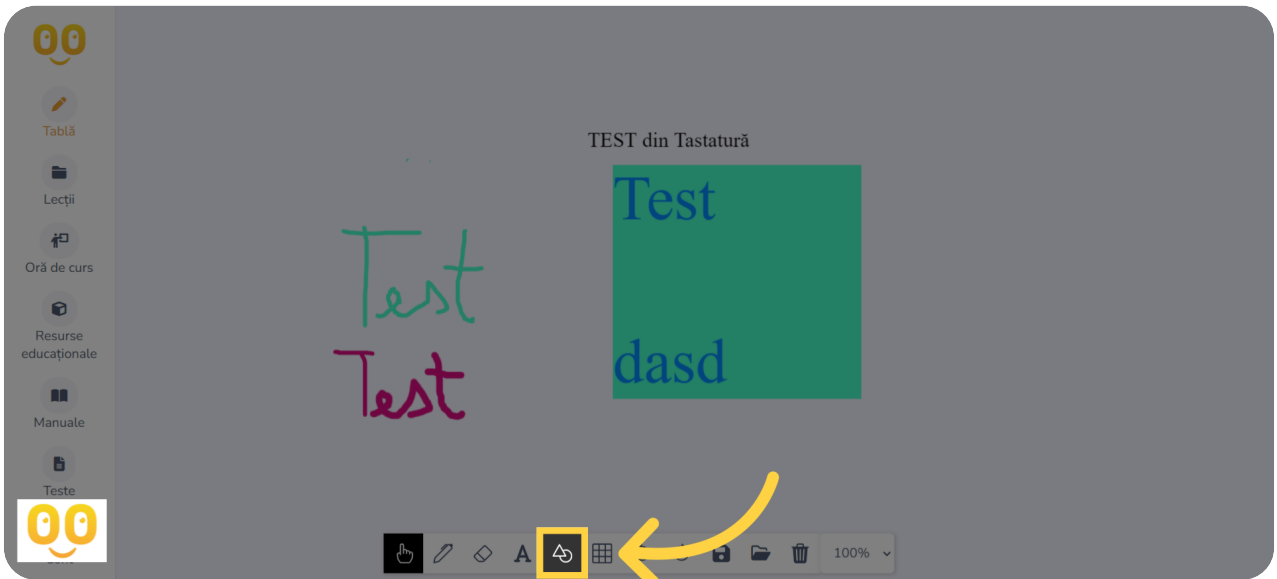 Tablă
Lecții
Oră de curs
Resurse
educaționale
Manuale
Teste
TEST din Tastatură
Test
dasd
Test
Test
A
100%